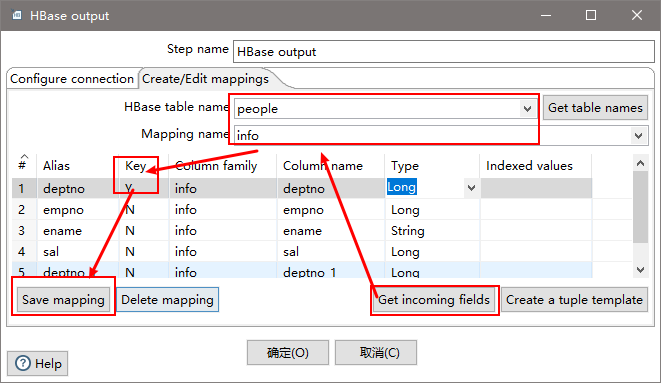 HBase output
Step name HBase output
Configure connection Create/Edit mappings
HBase table name people Get table names
Mapping name info
# Alias Key Column family Column name Type Indexed values
1 deptno y info deptno Long
2 empno N info empno Long
3 ename N info ename String
4 sal N info sal Long
5 deptno N info deptno_1 Long
Save mapping Delete mapping Get incoming fields Create a tuple template
确定(O) 取消(C)
Help